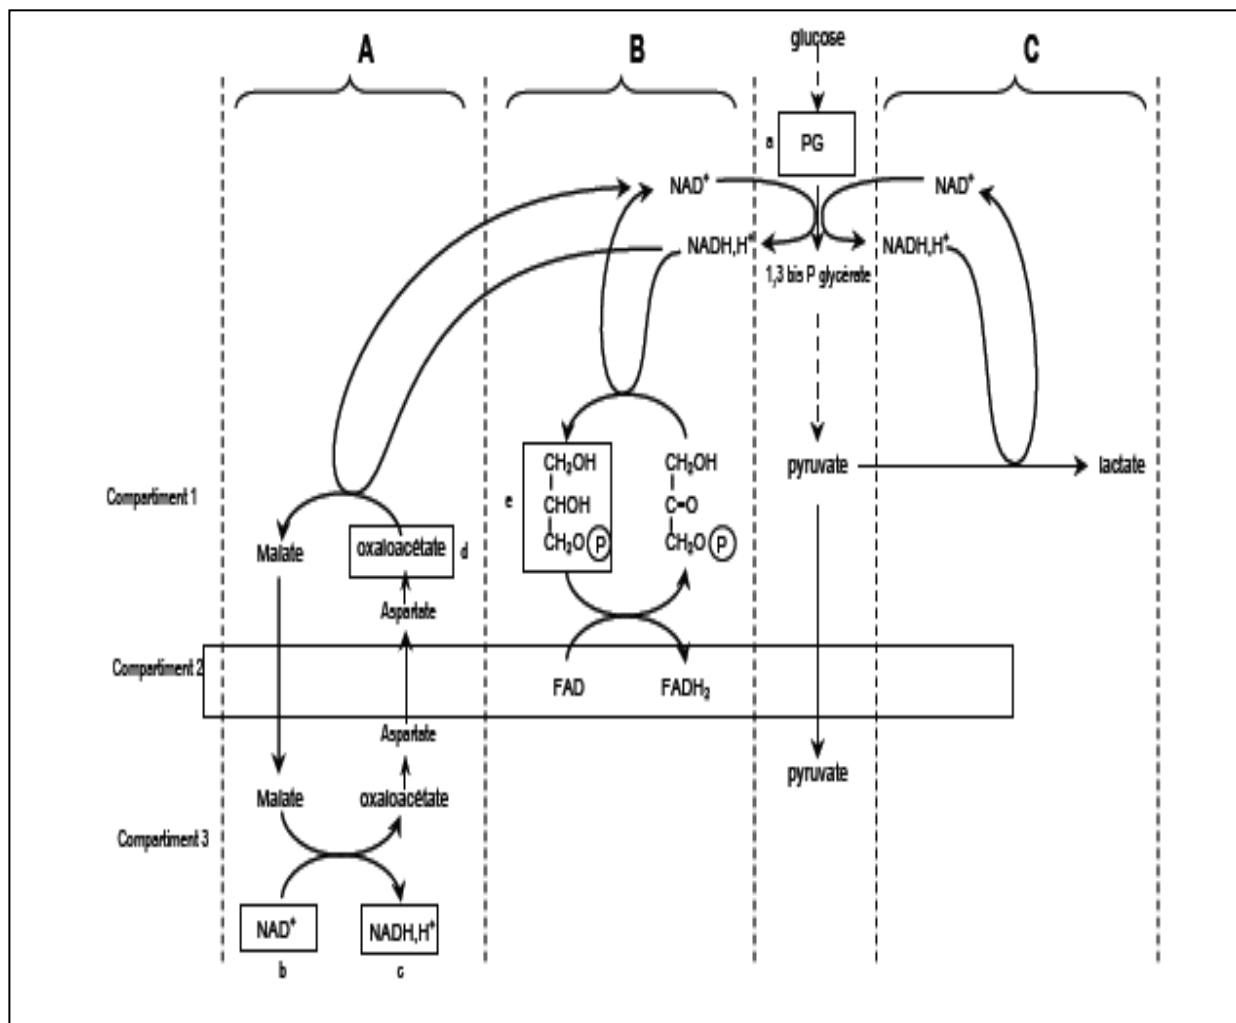 A
B
glucose
C
a
PG
NAD⁺
NAD⁺
NADH,H⁺
NADH,H⁺
1,3 bis P glycérate
CH₂OH
CHOH
CH₂O P
e
CH₂OH
C=O
CH₂O P
pyruvate
lactate
Compartiment 1
Malate
oxaloacétate
d
Aspartate
Compartiment 2
FAD
FADH₂
Aspartate
pyruvate
Malate
oxaloacétate
Compartiment 3
NAD⁺
NADH,H⁺
b
c